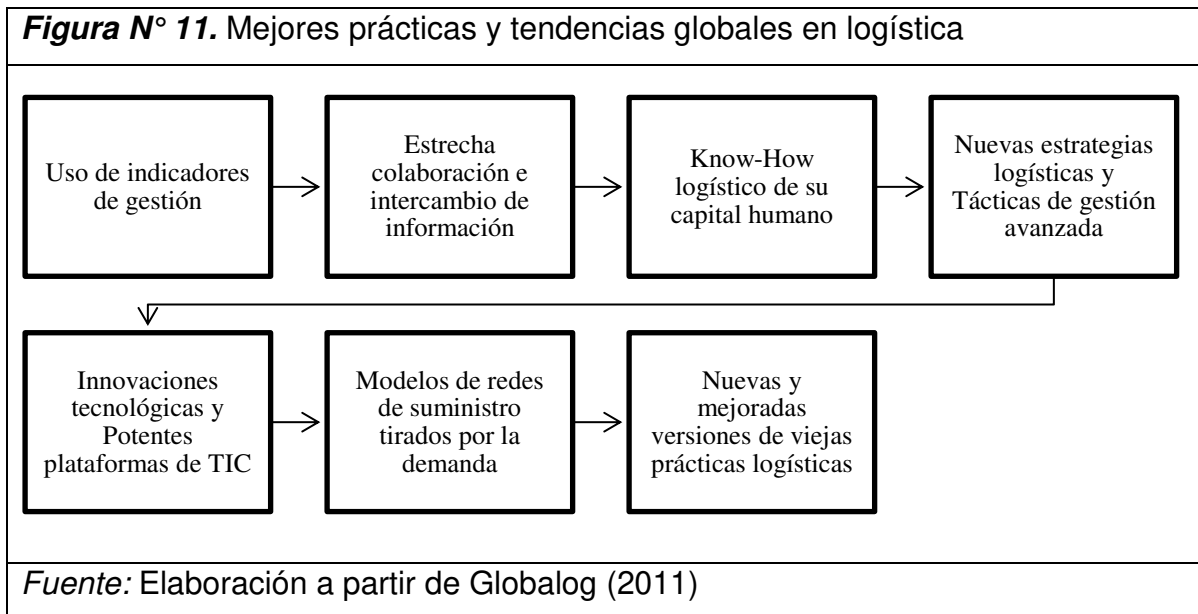 Figura N° 11. Mejores prácticas y tendencias globales en logística
Uso de indicadores
de gestión
Estrecha
colaboración e
intercambio de
información
Know-How
logístico de su
capital humano
Nuevas estrategias
logísticas y
Tácticas de gestión
avanzada
Innovaciones
tecnológicas y
Potentes
plataformas de TIC
Modelos de redes
de suministro
tirados por la
demanda
Nuevas y
mejoradas
versiones de viejas
prácticas logísticas
Fuente: Elaboración a partir de Globalog (2011)